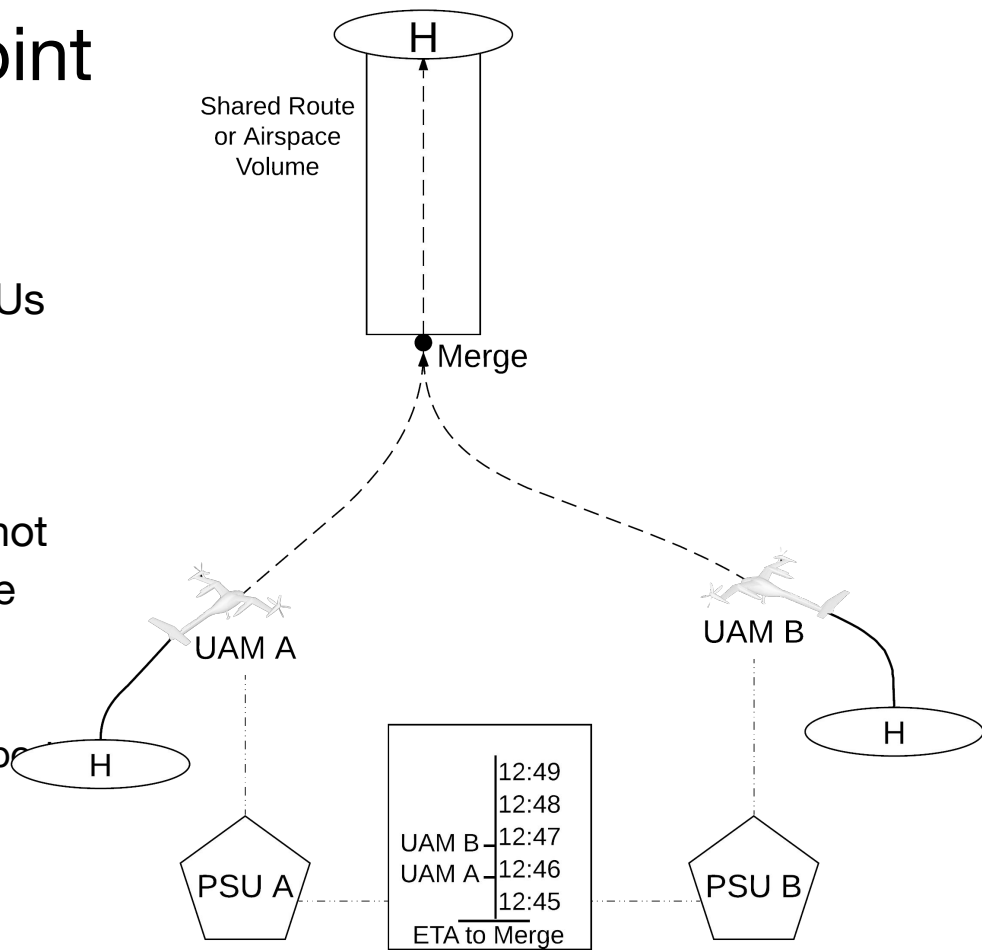 oint
H
Shared Route
or Airspace
Volume
Us
Merge
not
e
UAM A
UAM B
H
H
12:49
12:48
12:47
12:46
12:45
UAM B
UAM A
ETA to Merge
PSU A
PSU B